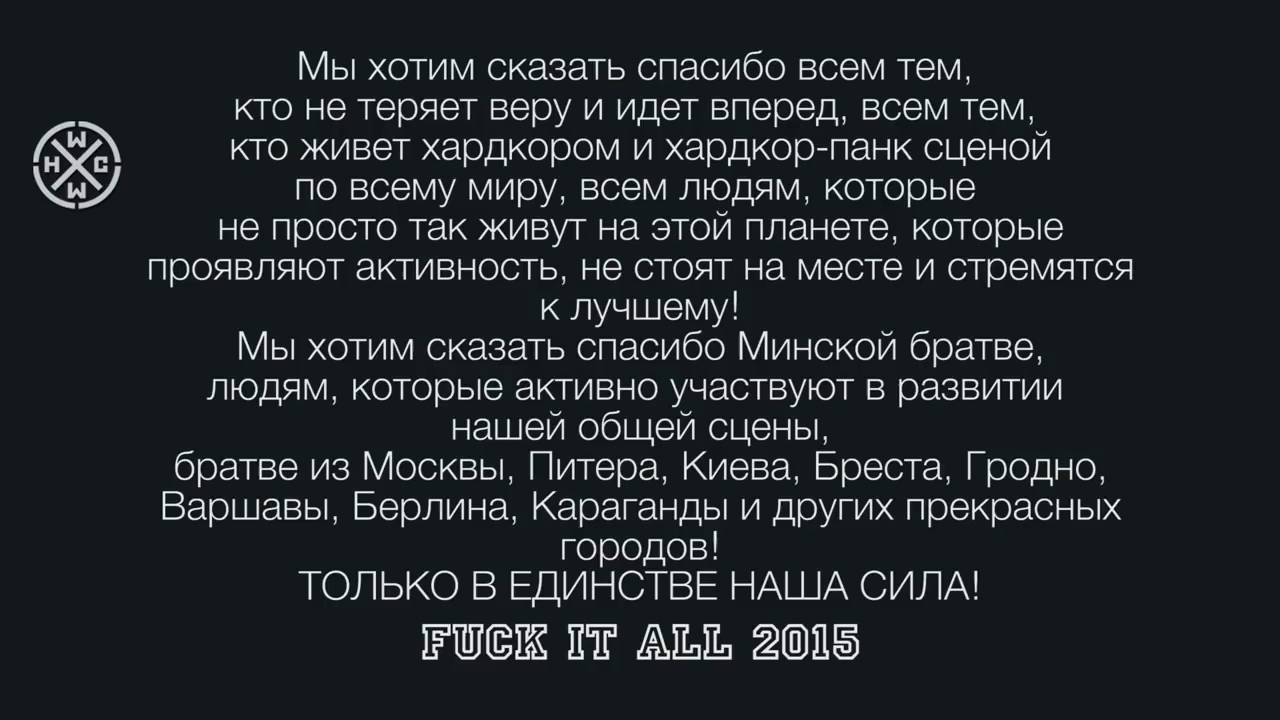 Мы хотим сказать спасибо всем тем,
кто не теряет веру и идет вперед, всем тем,
кто живет хардкором и хардкор-панк сценой
по всему миру, всем людям, которые
не просто так живут на этой планете, которые
проявляют активность, не стоят на месте и стремятся
к лучшему!
Мы хотим сказать спасибо Минской братве,
людям, которые активно участвуют в развитии
нашей общей сцены,
братве из Москвы, Питера, Киева, Бреста, Гродно,
Варшавы, Берлина, Караганды и других прекрасных
городов!
ТОЛЬКО В ЕДИНСТВЕ НАША СИЛА!
FUCK IT ALL 2015
W
H C
W